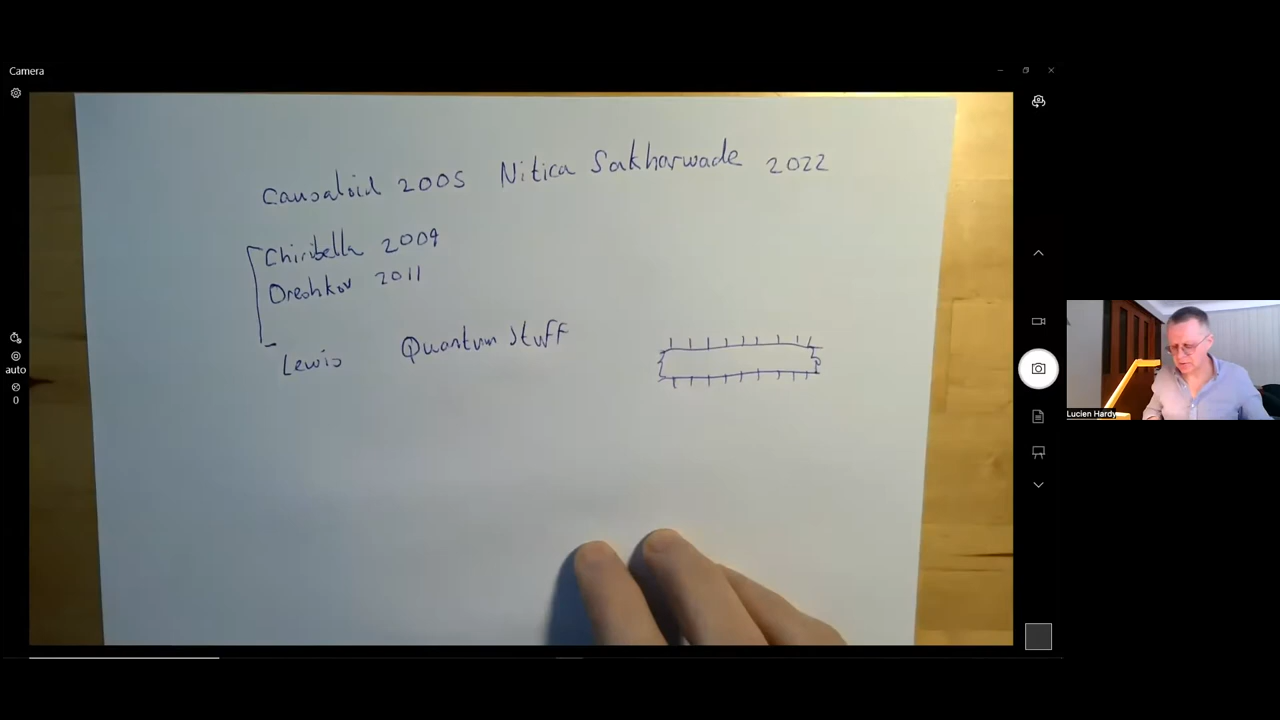 Camera
Causaloid 2005 Nitica Sakharwade 2022
Chiribella 2009
Oreshkov 2011
Lewis Quantum Stuff
auto
0
Lucien Hardy